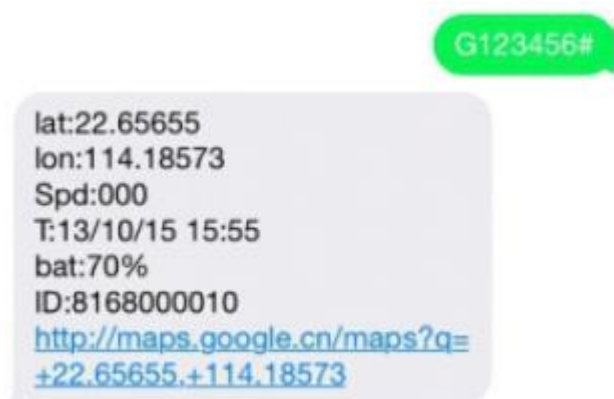 G123456#
lat:22.65655
lon:114.18573
Spd:000
T:13/10/15 15:55
bat:70%
ID:8168000010
http://maps.google.cn/maps?q=
+22.65655,+114.18573